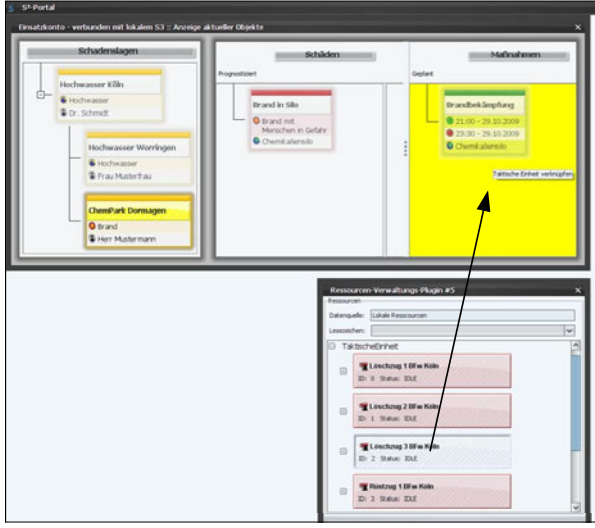 S³-Portal
Einsatzkonto - verbunden mit lokalem S3 :: Anzeige aktueller Objekte
Schadenslagen
Schäden
Maßnahmen
Prognostiziert
Geplant
Hochwasser Köln
Hochwasser
Dr. Schmidt
Hochwasser Worringen
Hochwasser
Frau Musterfrau
ChemPark Dormagen
Brand
Herr Mustermann
Brand in Silo
Brand mit
Menschen in Gefahr
Chemikaliensilo
Brandbekämpfung
21:00 - 29.10.2009
23:30 - 29.10.2009
Chemikaliensilo
Taktische Einheit verknüpfen
Ressourcen-Verwaltungs-Plugin #5
Ressourcen
Datenquelle: Lokale Ressourcen
Lesezeichen:
TaktischeEinheit
Löschzug 1 BFw Köln
ID: 0 Status: IDLE
Löschzug 2 BFw Köln
ID: 1 Status: IDLE
Löschzug 3 BFw Köln
ID: 2 Status: IDLE
Rüstzug 1 BFw Köln
ID: 3 Status: IDLE